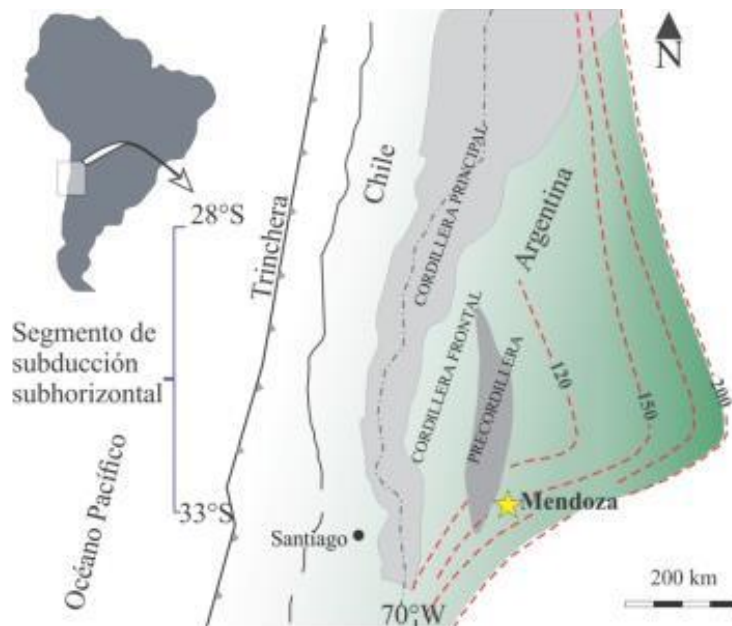 N
28°S
Trinchera
Chile
CORDILLERA PRINCIPAL
Argentina
Segmento de
subducción
subhorizontal
CORDILLERA FRONTAL
PRECORDILLERA
120
150
200
Océano Pacífico
33°S
Mendoza
Santiago
70°W
200 km